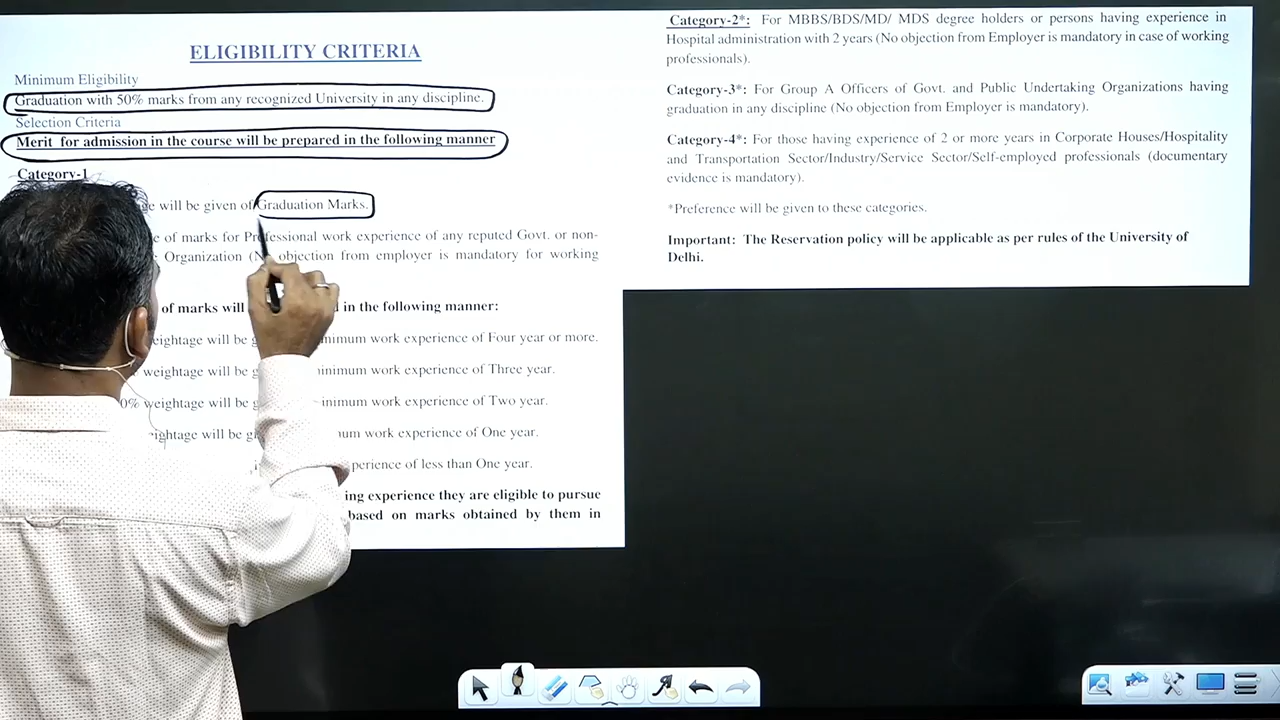 ELIGIBILITY CRITERIA
Minimum Eligibility
Graduation with 50% marks from any recognized University in any discipline.
Selection Criteria
Merit for admission in the course will be prepared in the following manner
Category-1
will be given of Graduation Marks.
of marks for Professional work experience of any reputed Govt. or non-
Organization (No objection from employer is mandatory for working
of marks will in the following manner:
weightage will be minimum work experience of Four year or more.
weightage will be minimum work experience of Three year.
0% weightage will be minimum work experience of Two year.
weightage will be work experience of One year.
experience of less than One year.
experience they are eligible to pursue
based on marks obtained by them in
Category-2*: For MBBS/BDS/MD/ MDS degree holders or persons having experience in
Hospital administration with 2 years (No objection from Employer is mandatory in case of working
professionals).
Category-3*: For Group A Officers of Govt. and Public Undertaking Organizations having
graduation in any discipline (No objection from Employer is mandatory).
Category-4*: For those having experience of 2 or more years in Corporate Houses/Hospitality
and Transportation Sector/Industry/Service Sector/Self-employed professionals (documentary
evidence is mandatory).
*Preference will be given to these categories.
Important: The Reservation policy will be applicable as per rules of the University of
Delhi.